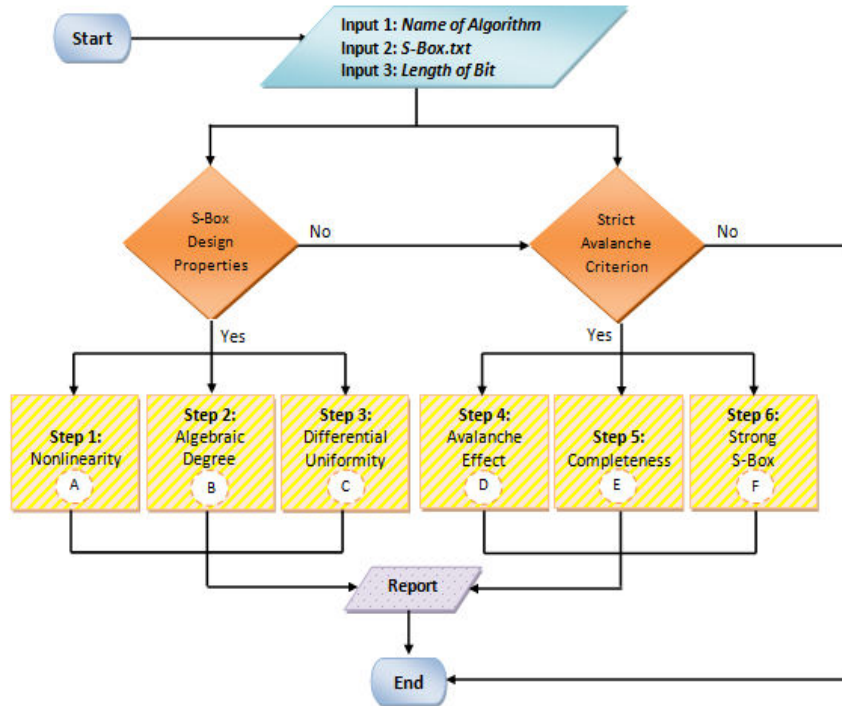 Start
Input 1: Name of Algorithm
Input 2: S-Box.txt
Input 3: Length of Bit
S-Box
Design
Properties
No
Strict
Avalanche
Criterion
No
Yes
Yes
Step 1:
Nonlinearity
A
Step 2:
Algebraic
Degree
B
Step 3:
Differential
Uniformity
C
Step 4:
Avalanche
Effect
D
Step 5:
Completeness
E
Step 6:
Strong
S-Box
F
Report
End